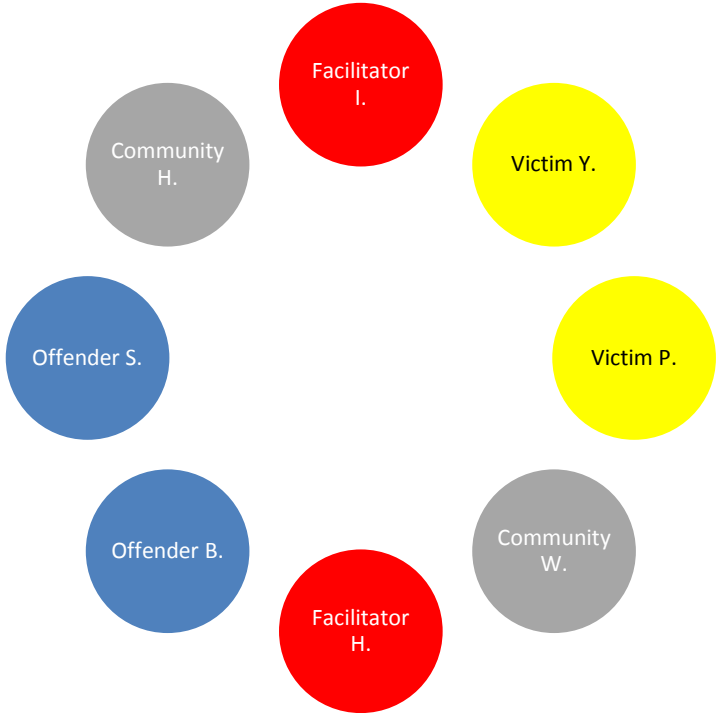 Facilitator
I.
Community
H.
Victim Y.
Offender S.
Victim P.
Offender B.
Community
W.
Facilitator
H.